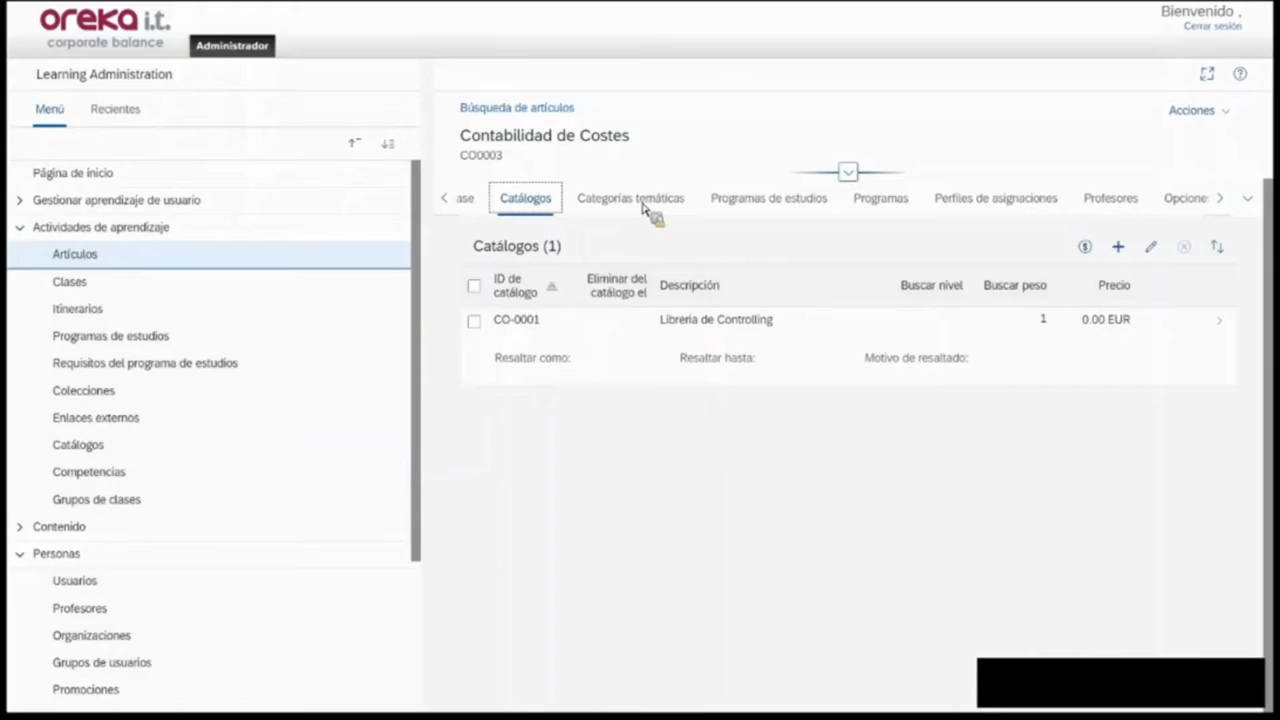 oreka i.t.
corporate balance
Administrador
Bienvenido ,
Cerrar sesión
Learning Administration
Menú
Recientes
Página de inicio
Gestionar aprendizaje de usuario
Actividades de aprendizaje
Artículos
Clases
Itinerarios
Programas de estudios
Requisitos del programa de estudios
Colecciones
Enlaces externos
Catálogos
Competencias
Grupos de clases
Contenido
Personas
Usuarios
Profesores
Organizaciones
Grupos de usuarios
Promociones
Búsqueda de artículos
Acciones
Contabilidad de Costes
CO0003
ase Catálogos Categorías temáticas Programas de estudios Programas Perfiles de asignaciones Profesores Opcione
Catálogos (1)
ID de catálogo Eliminar del catálogo el Descripción Buscar nivel Buscar peso Precio
CO-0001 Libreria de Controlling 1 0.00 EUR
Resaltar como: Resaltar hasta: Motivo de resaltado: